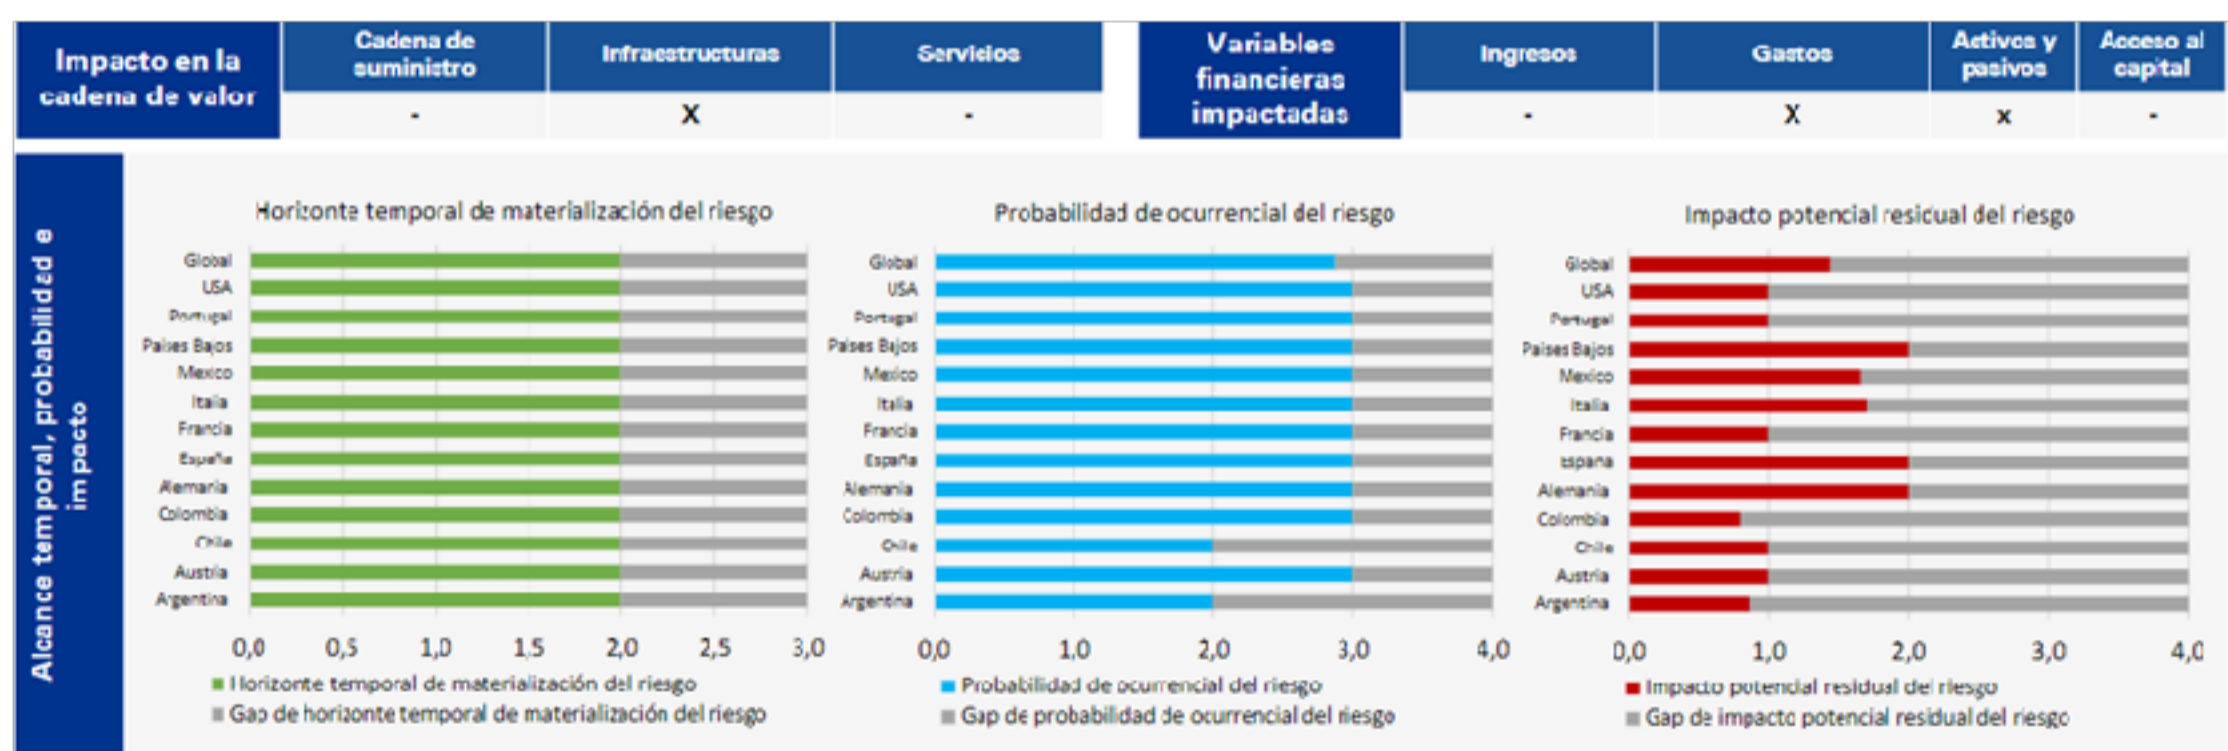 Impacto en la
cadena de valor
Cadena de
suministro
Infraestructuras
Servicios
-
X
-
Variables
financieras
impactadas
Ingresos
Gastos
Activos y
pasivos
Acceso al
capital
-
X
x
-
Alcance temporal, probabilidad e
impacto
Horizonte temporal de materialización del riesgo
Global
USA
Portugal
Paises Bajos
Mexico
Italia
Francia
España
Alemania
Colombia
Chile
Austria
Argentina
0,0 0,5 1,0 1,5 2,0 2,5 3,0
Horizonte temporal de materialización del riesgo
Gap de horizonte temporal de materialización del riesgo
Probabilidad de ocurrencial del riesgo
Global
USA
Portugal
Paises Bajos
Mexico
Italia
Francia
España
Alemania
Colombia
Chile
Austria
Argentina
0,0 1,0 2,0 3,0 4,0
Probabilidad de ocurrencial del riesgo
Gap de probabilidad de ocurrencial del riesgo
Impacto potencial residual del riesgo
Global
USA
Portugal
Paises Bajos
Mexico
Italia
Francia
España
Alemania
Colombia
Chile
Austria
Argentina
0,0 1,0 2,0 3,0 4,0
Impacto potencial residual del riesgo
Gap de impacto potencial residual del riesgo